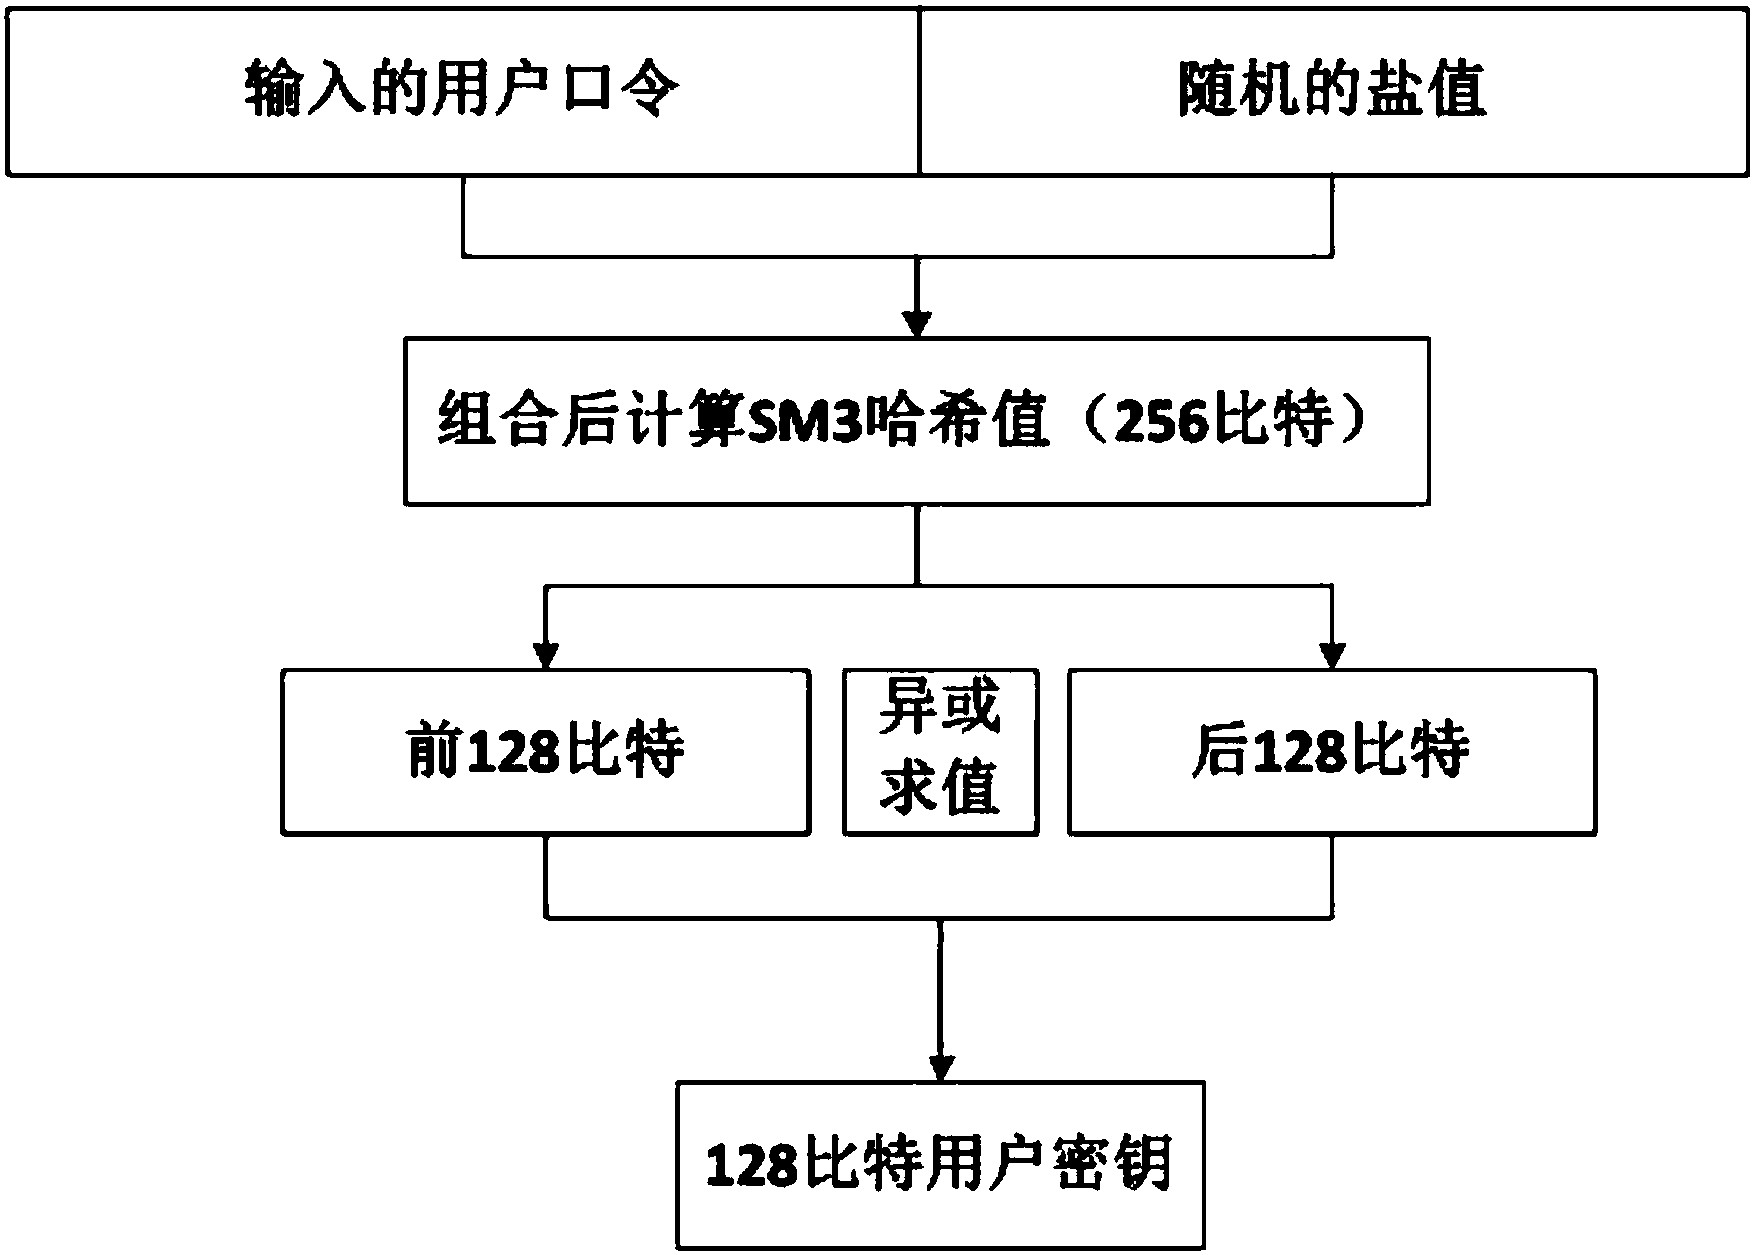 输入的用户口令
随机的盐值
组合后计算SM3哈希值（256比特）
前128比特
异或
求值
后128比特
128比特用户密钥